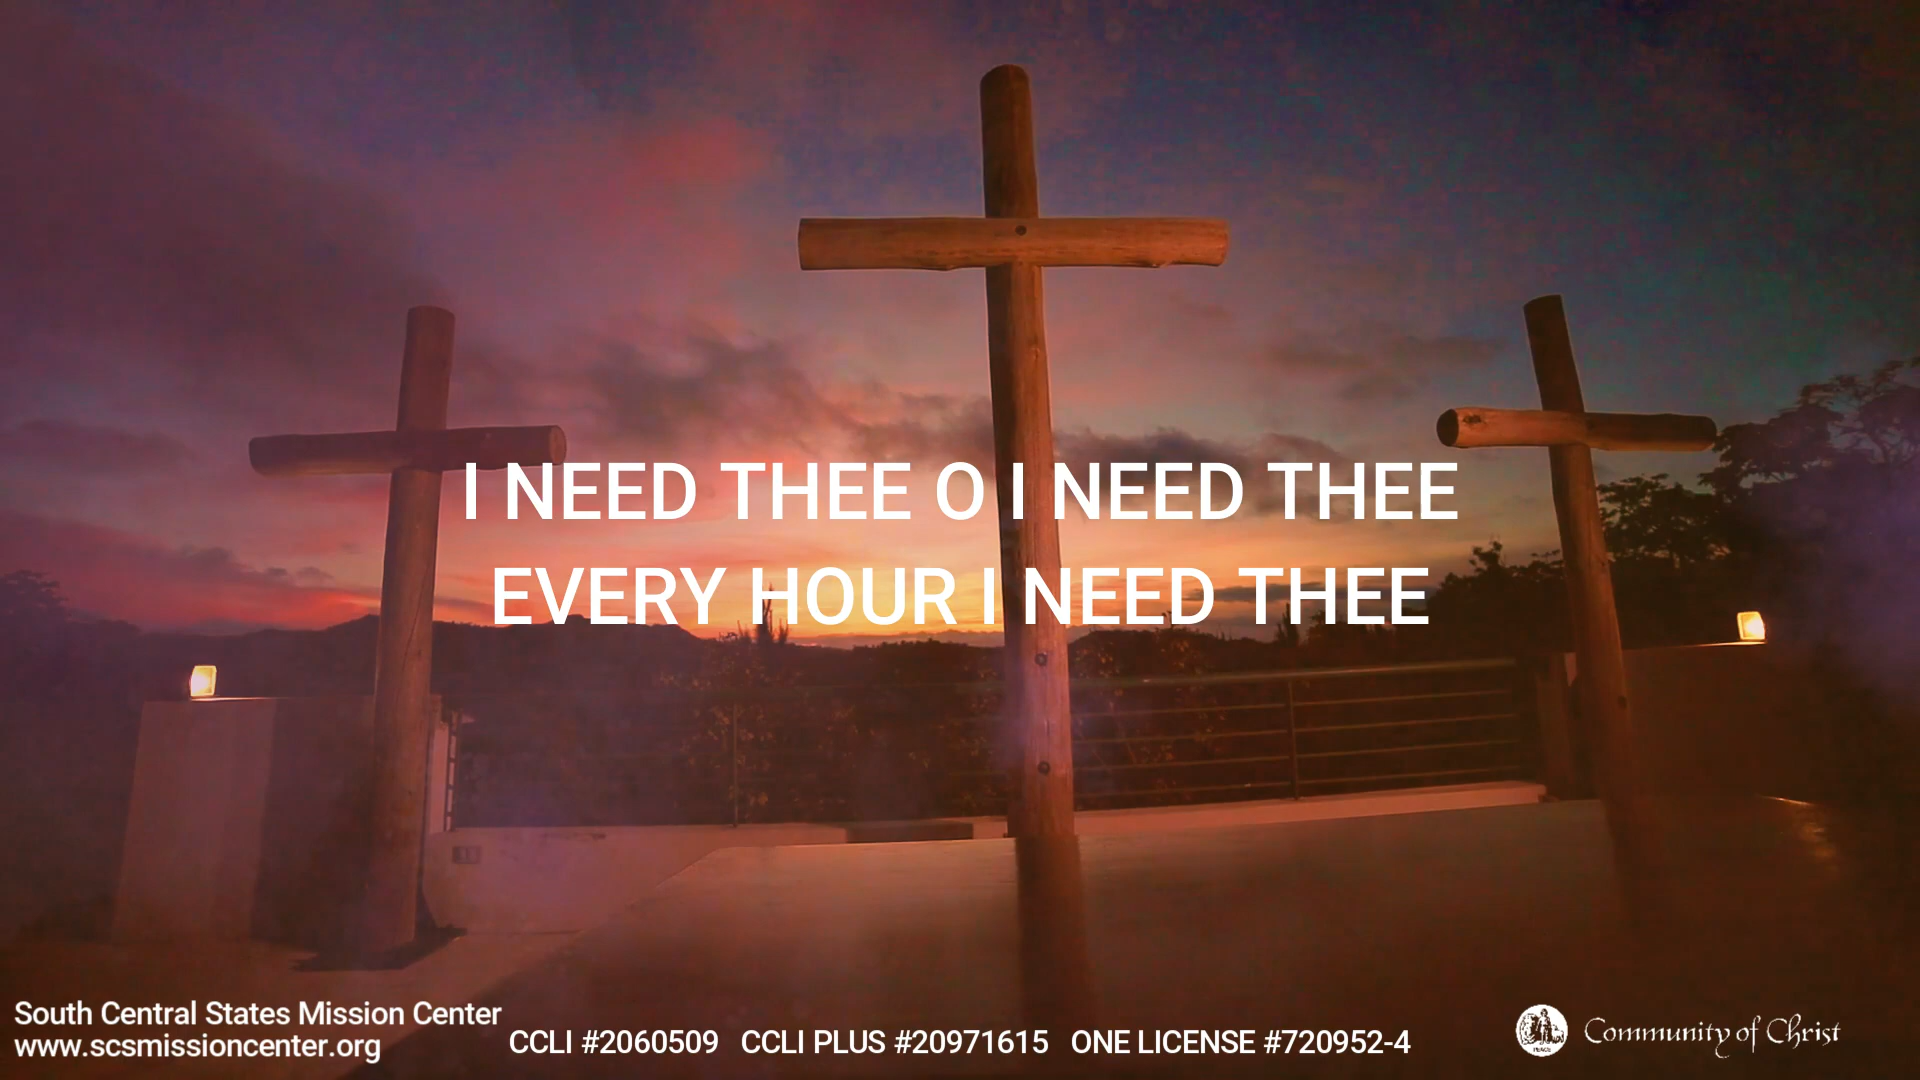 I NEED THEE O I NEED THEE
EVERY HOUR I NEED THEE
South Central States Mission Center
www.scsmissioncenter.org
CCLI #2060509 CCLI PLUS #20971615 ONE LICENSE #720952-4
PEACE
Community of Christ